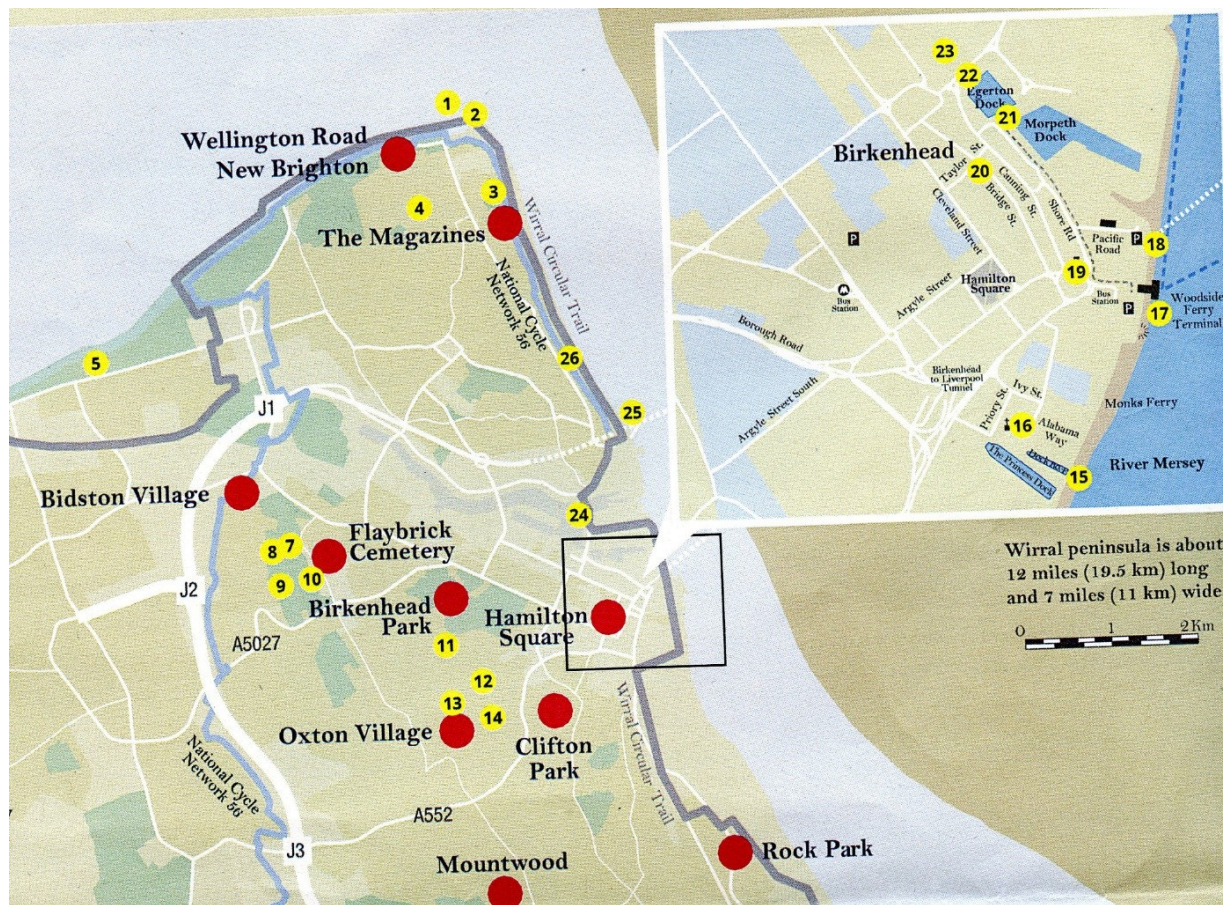 1
2
Wellington Road
New Brighton
3
4
The Magazines
Wirral Circular Trail
National Cycle
Network 56
5
26
25
J1
Bidston Village
24
Flaybrick
Cemetery
8
7
9
10
J2
Birkenhead
Park
Hamilton
Square
A5027
11
12
13
14
Oxton Village
Clifton
Park
Wirral Circular Trail
National Cycle
Network 56
A552
J3
Mountwood
Rock Park
23
22
Egerton
Dock
21
Morpeth
Dock
Birkenhead
Taylor St.
20
Canning St.
Bridge St.
Cleveland Street
Shore Rd
P
Pacific
Road
P
18
19
Hamilton
Square
Argyle Street
Bus
Station
Bus
Station
P
17
Woodside
Ferry
Terminal
Borough Road
Birkenhead
to Liverpool
Tunnel
Argyle Street South
Ivy St.
Priory St.
Monks Ferry
16
Alabama
Way
The Princess Dock
15
River Mersey
Wirral peninsula is about
12 miles (19.5 km) long
and 7 miles (11 km) wide
0 1 2Km